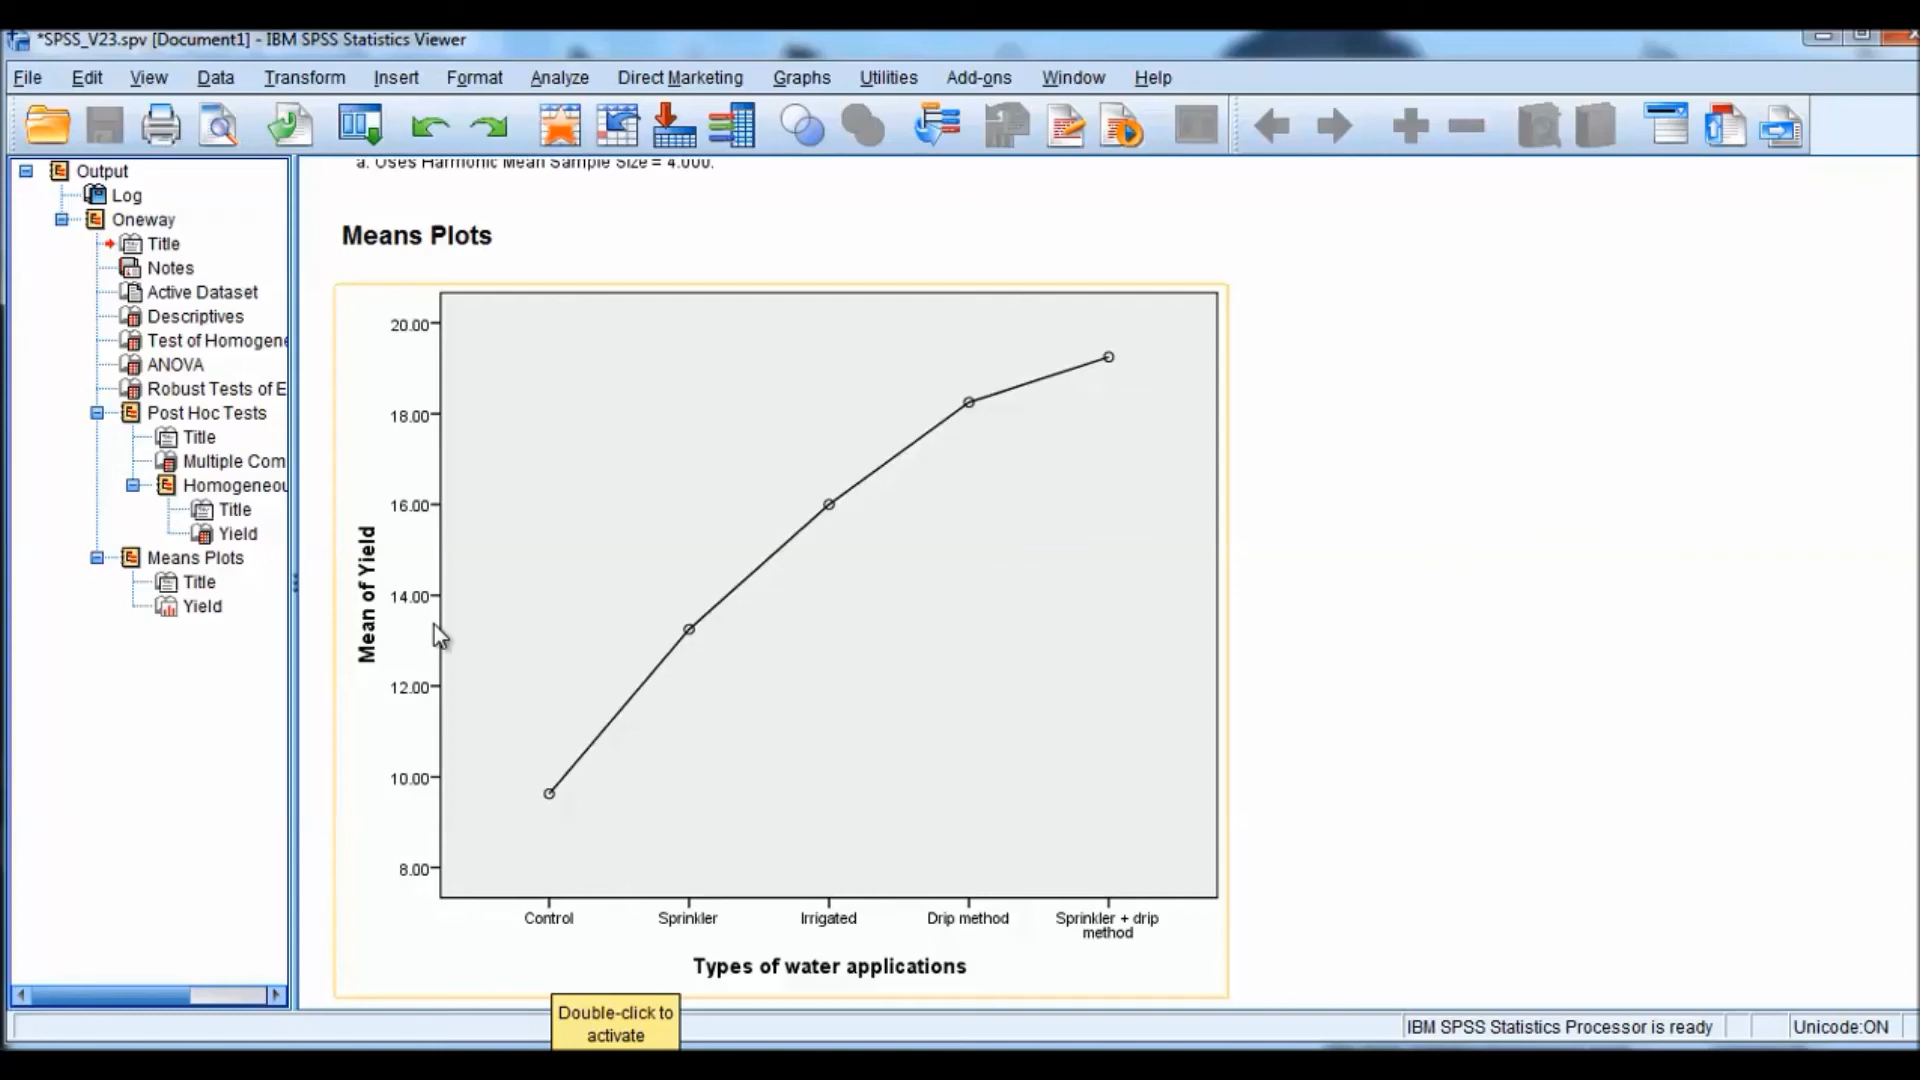 *SPSS_V23.spv [Document1] - IBM SPSS Statistics Viewer
File Edit View Data Transform Insert Format Analyze Direct Marketing Graphs Utilities Add-ons Window Help
Output
Log
Oneway
Title
Notes
Active Dataset
Descriptives
Test of Homogene
ANOVA
Robust Tests of E
Post Hoc Tests
Title
Multiple Com
Homogeneou
Title
Yield
Means Plots
Title
Yield
a. Uses Harmonic Mean Sample Size = 4.000.
Means Plots
Mean of Yield
20.00
18.00
16.00
14.00
12.00
10.00
8.00
Control Sprinkler Irrigated Drip method Sprinkler + drip
method
Types of water applications
Double-click to
activate
IBM SPSS Statistics Processor is ready Unicode:ON